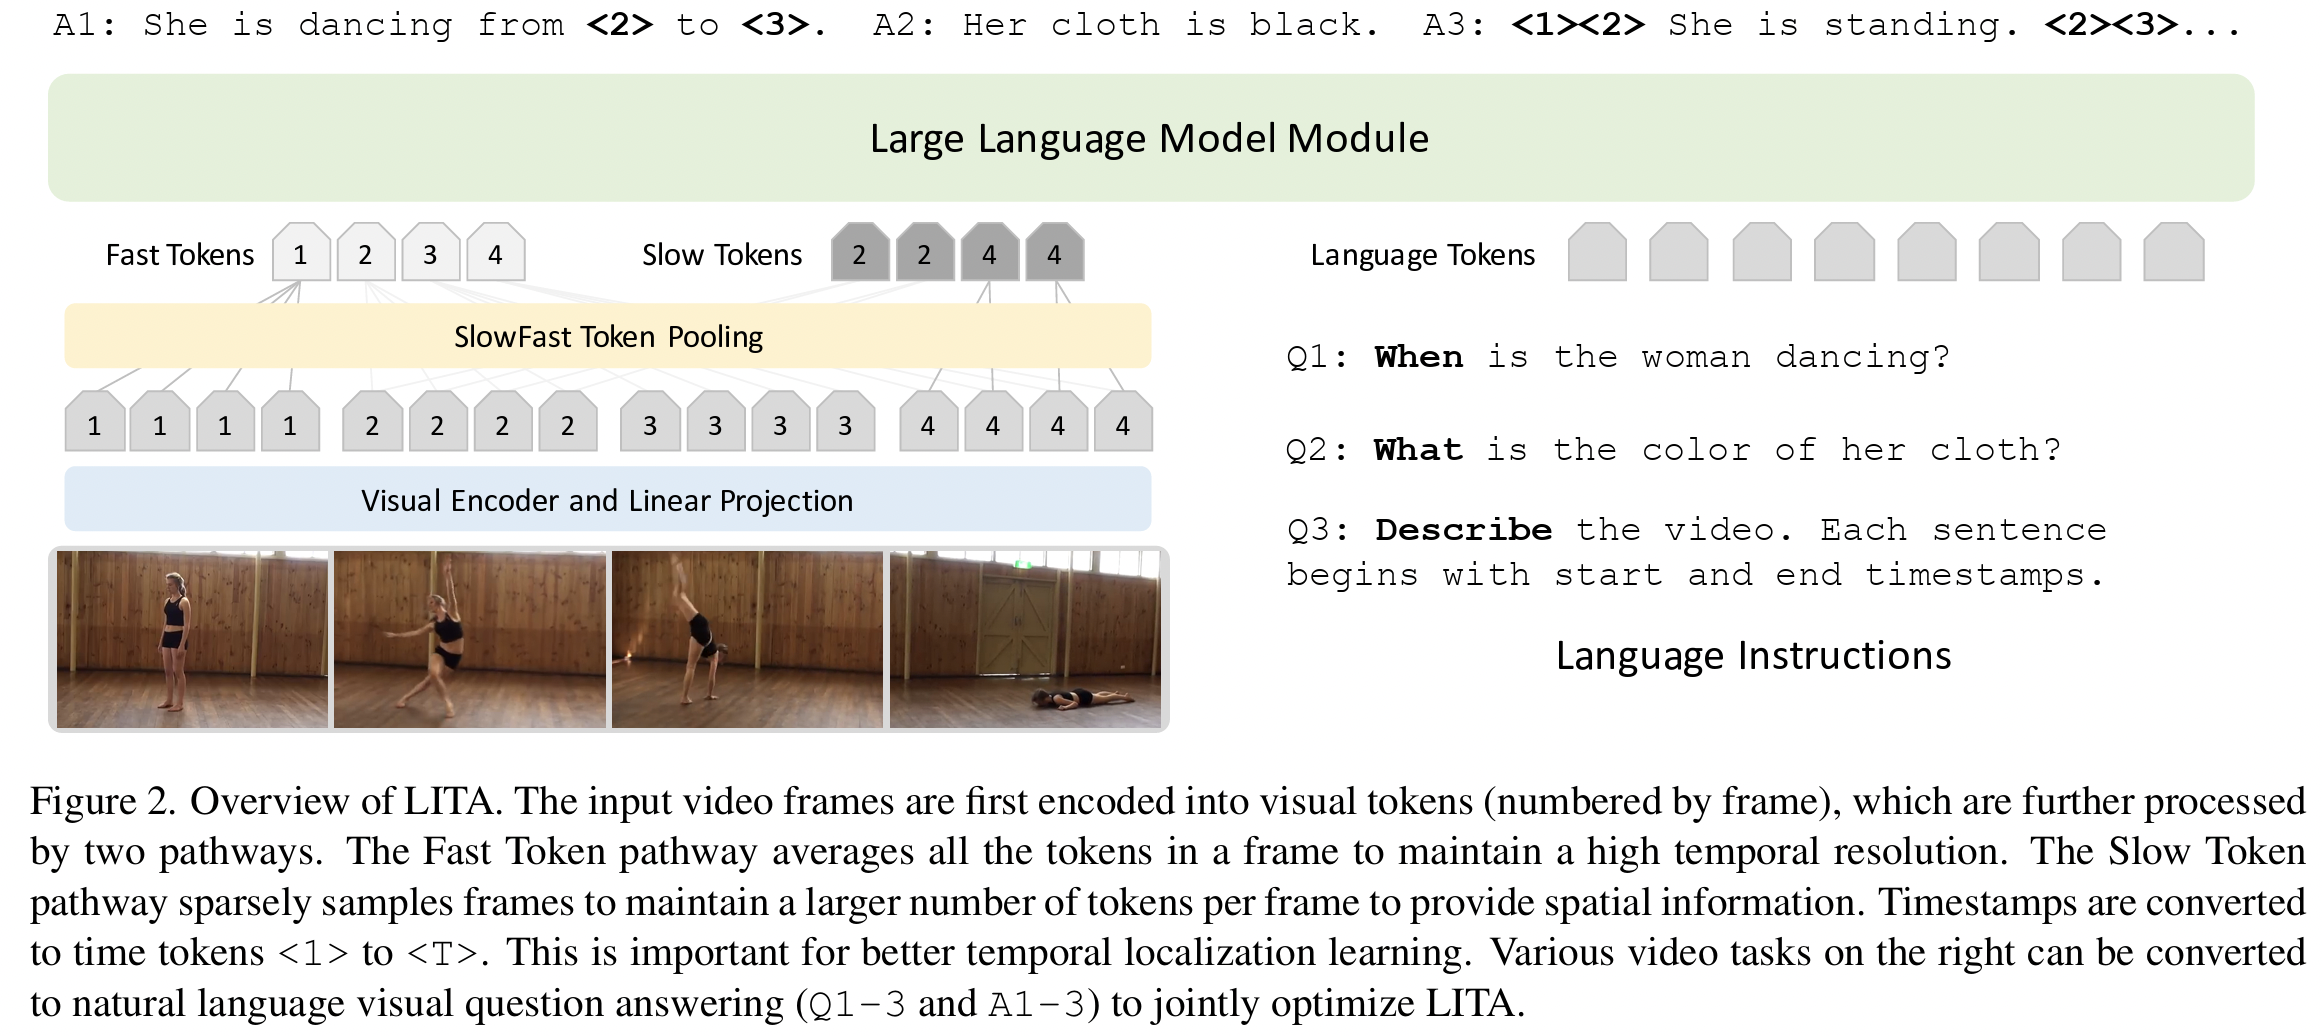 A1: She is dancing from <2> to <3>. A2: Her cloth is black. A3: <1><2> She is standing. <2><3>...
Large Language Model Module
Fast Tokens 1 2 3 4 Slow Tokens 2 2 4 4 Language Tokens
SlowFast Token Pooling
1 1 1 1 2 2 2 2 3 3 3 3 4 4 4 4
Visual Encoder and Linear Projection
Q1: When is the woman dancing?
Q2: What is the color of her cloth?
Q3: Describe the video. Each sentence
begins with start and end timestamps.
Language Instructions
Figure 2. Overview of LITA. The input video frames are first encoded into visual tokens (numbered by frame), which are further processed
by two pathways. The Fast Token pathway averages all the tokens in a frame to maintain a high temporal resolution. The Slow Token
pathway sparsely samples frames to maintain a larger number of tokens per frame to provide spatial information. Timestamps are converted
to time tokens <1> to <T>. This is important for better temporal localization learning. Various video tasks on the right can be converted
to natural language visual question answering (Q1-3 and A1-3) to jointly optimize LITA.